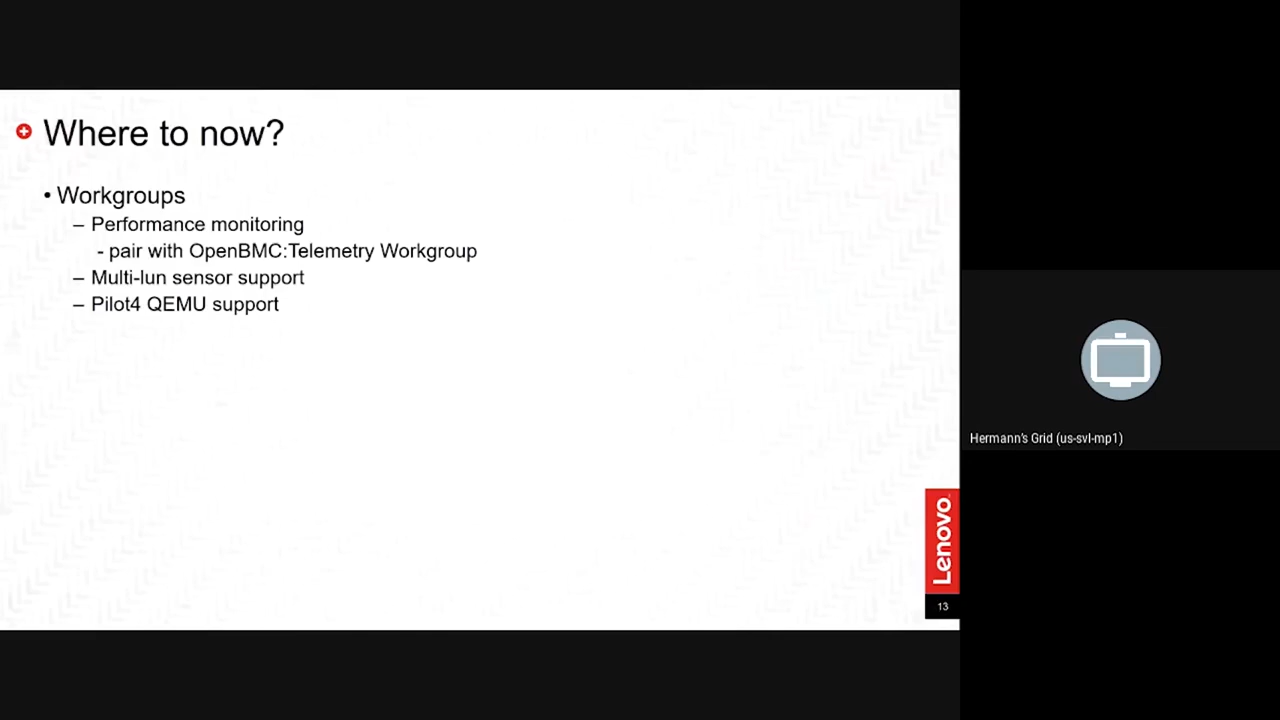 Where to now?
• Workgroups
– Performance monitoring
- pair with OpenBMC:Telemetry Workgroup
– Multi-lun sensor support
– Pilot4 QEMU support
Hermann's Grid (us-svl-mp1)
Lenovo
13